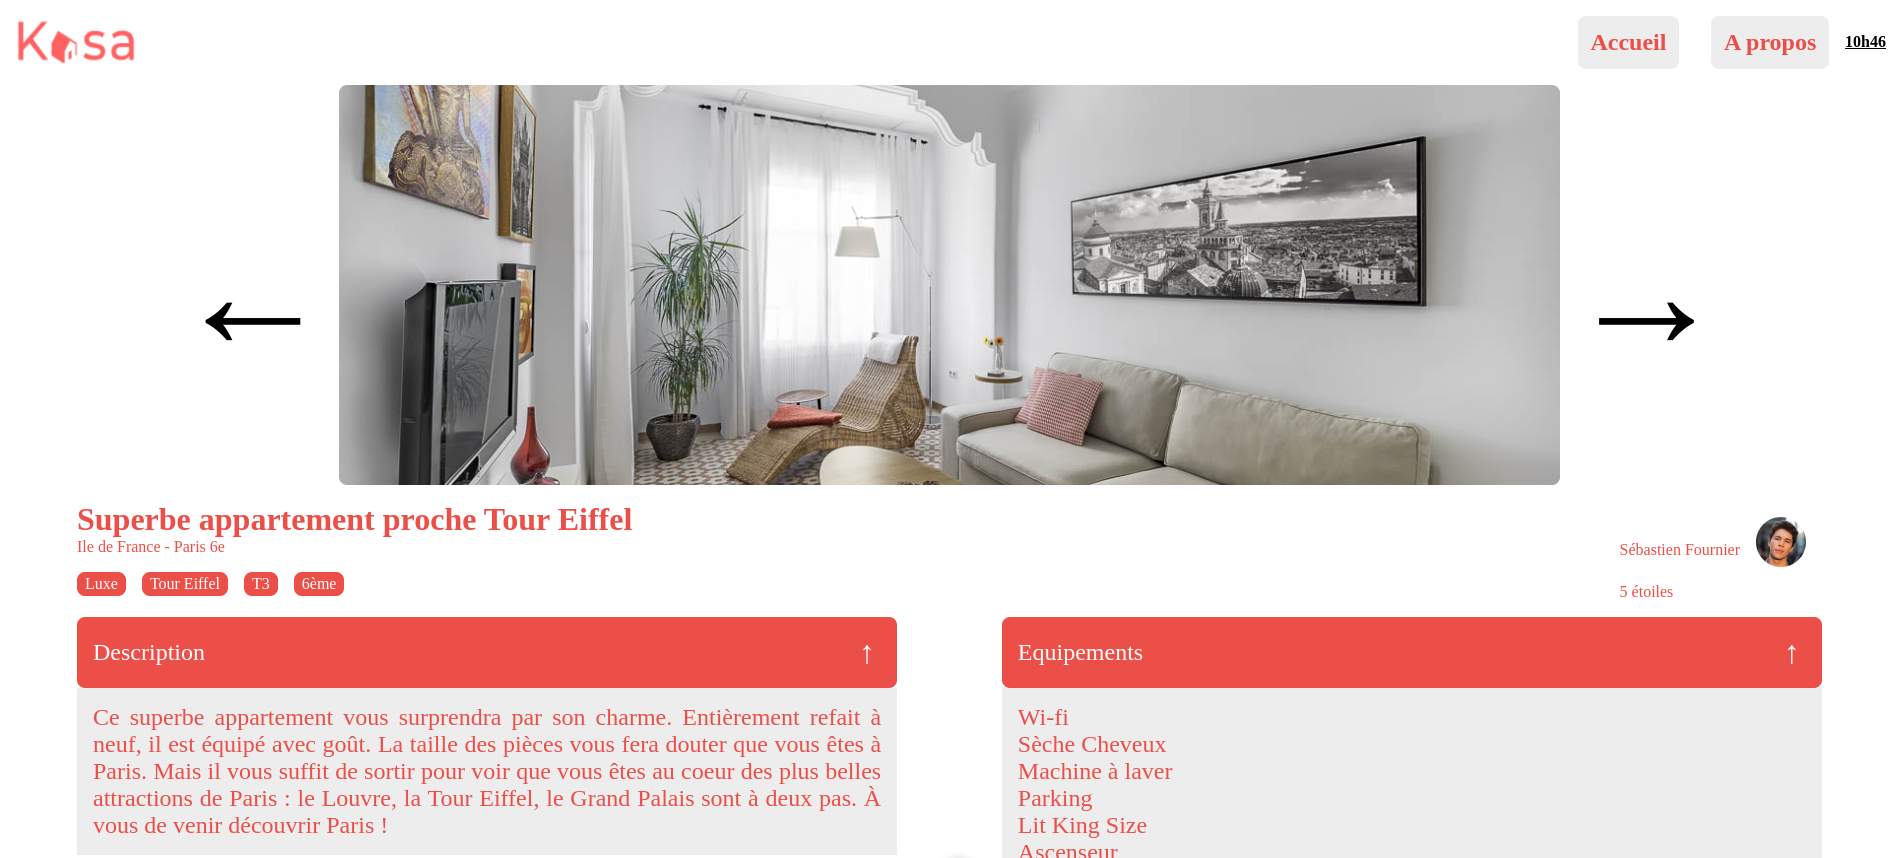 Kasa
Accueil
A propos
10h46
←
→
Superbe appartement proche Tour Eiffel
Ile de France - Paris 6e
Luxe
Tour Eiffel
T3
6ème
Sébastien Fournier
5 étoiles
Description ↑
Ce superbe appartement vous surprendra par son charme. Entièrement refait à
neuf, il est équipé avec goût. La taille des pièces vous fera douter que vous êtes à
Paris. Mais il vous suffit de sortir pour voir que vous êtes au coeur des plus belles
attractions de Paris : le Louvre, la Tour Eiffel, le Grand Palais sont à deux pas. À
vous de venir découvrir Paris !
Equipements ↑
Wi-fi
Sèche Cheveux
Machine à laver
Parking
Lit King Size
Ascenseur